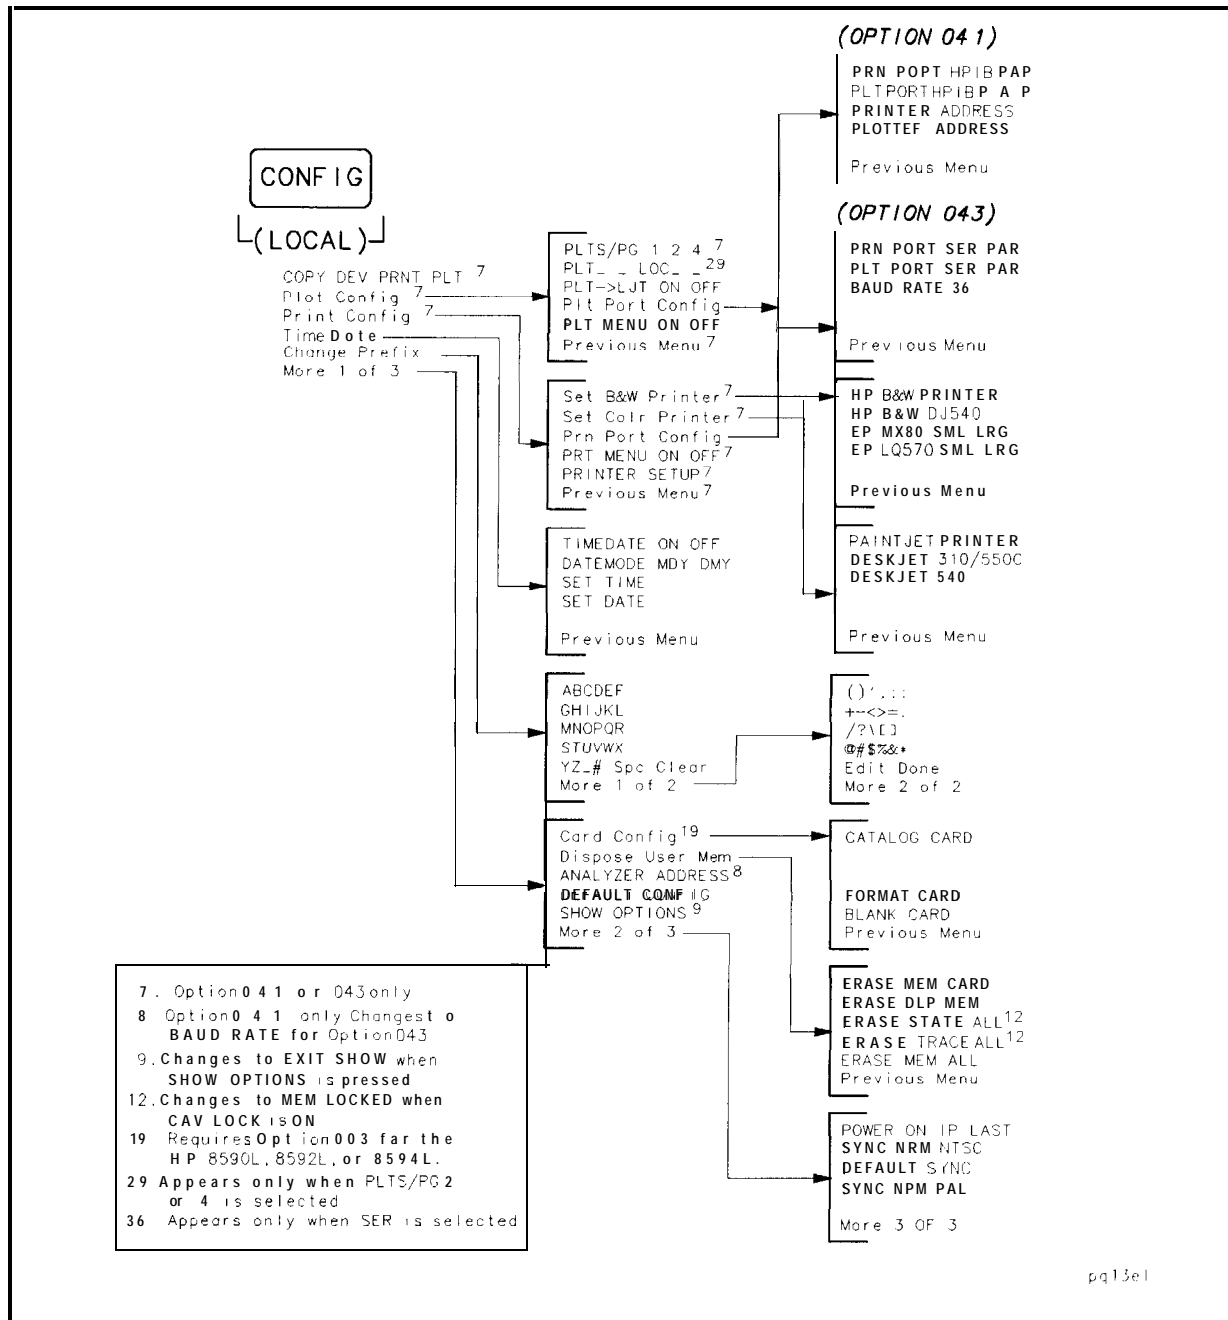 (OPTION 041)
PRN POPT HPIB PAP
PLTPORTHPIBP A P
PRINTER ADDRESS
PLOTTEF ADDRESS
Previous Menu
CONFIG
(LOCAL)
COPY DEV PRNT PLT 7
Plot Config 7
Print Config 7
Time Dote
Change Prefix
More 1 of 3
PLTS/PG 1 2 4 7
PLT_ _ LOC_ _ 29
PLT->LJT ON OFF
Plt Port Config
PLT MENU ON OFF
Previous Menu 7
(OPTION 043)
PRN PORT SER PAR
PLT PORT SER PAR
BAUD RATE 36
Previous Menu
Set B&W Printer 7
Set Colr Printer 7
Prn Port Config
PRT MENU ON OFF 7
PRINTER SETUP 7
Previous Menu 7
HP B&W PRINTER
HP B&W DJ540
EP MX80 SML LRG
EP LQ570 SML LRG
Previous Menu
TIMEDATE ON OFF
DATEMODE MDY DMY
SET TIME
SET DATE
Previous Menu
PAINTJET PRINTER
DESKJET 310/550C
DESKJET 540
Previous Menu
ABCDEF
GHIJKL
MNOPQR
STUVWX
YZ_# Spc Clear
More 1 of 2
()',::
+-<>=.
/?\[]
@#$%&*
Edit Done
More 2 of 2
Card Config 19
Dispose User Mem
ANALYZER ADDRESS 8
DEFAULT CONFIG
SHOW OPTIONS 9
More 2 of 3
CATALOG CARD
FORMAT CARD
BLANK CARD
Previous Menu
ERASE MEM CARD
ERASE DLP MEM
ERASE STATE ALL 12
ERASE TRACE ALL 12
ERASE MEM ALL
Previous Menu
POWER ON IP LAST
SYNC NRM NTSC
DEFAULT SYNC
SYNC NPM PAL
More 3 OF 3
7. Option 041 or 043 only
8 Option 0 4 1 only Changest o
BAUD RATE for Option 043
9. Changes to EXIT SHOW when
SHOW OPTIONS is pressed
12. Changes to MEM LOCKED when
CAV LOCK is ON
19 Requires Option 003 far the
HP 8590L, 8592L, or 8594L.
29 Appears only when PLTS/PG 2
or 4 is selected
36 Appears only when SER is selected
pq13el